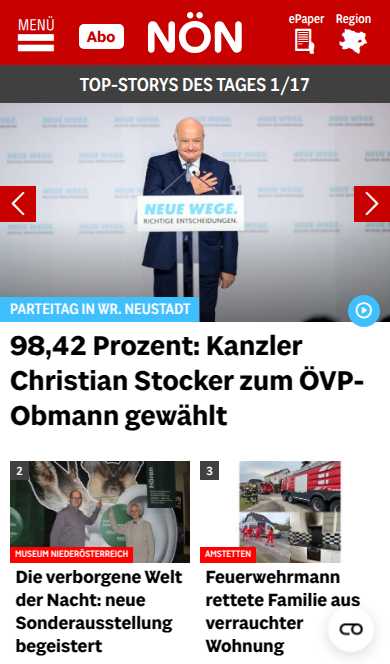 MENÜ
Abo
NÖN
ePaper
Region
TOP-STORYS DES TAGES 1/17
NEUE WEGE.
RICHTIGE ENTSCHEIDUNGEN.
PARTEITAG IN WR. NEUSTADT
98,42 Prozent: Kanzler
Christian Stocker zum ÖVP-
Obmann gewählt
2
MUSEUM NIEDERÖSTERREICH
Die verborgene Welt
der Nacht: neue
Sonderausstellung
begeistert
3
AMSTETTEN
Feuerwehrmann
rettete Familie aus
verrauchter
Wohnung